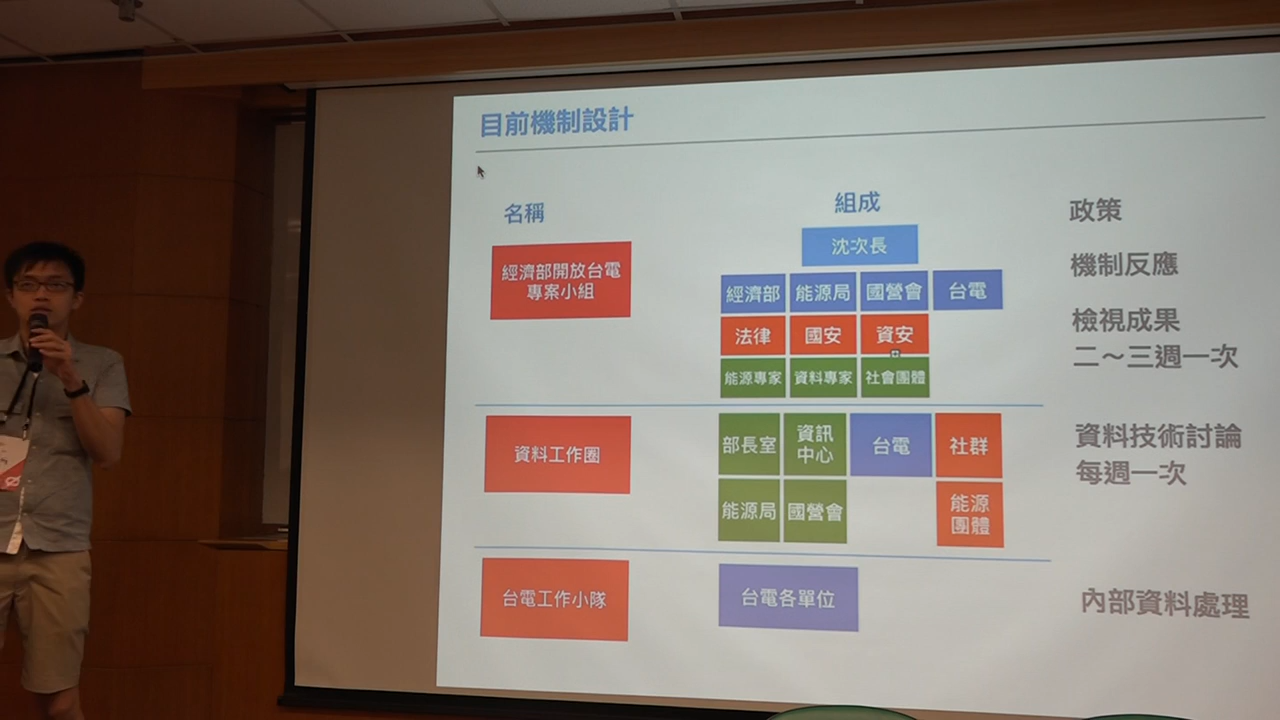 目前機制設計
名稱
組成
政策
機制反應
檢視成果
二～三週一次
經濟部開放台電
專案小組
沈次長
經濟部 能源局 國營會 台電
法律 國安 資安
能源專家 資料專家 社會團體
資料工作圈
部長室 資訊
中心 台電 社群
能源局 國營會 能源
團體
資料技術討論
每週一次
台電工作小隊
台電各單位
內部資料處理